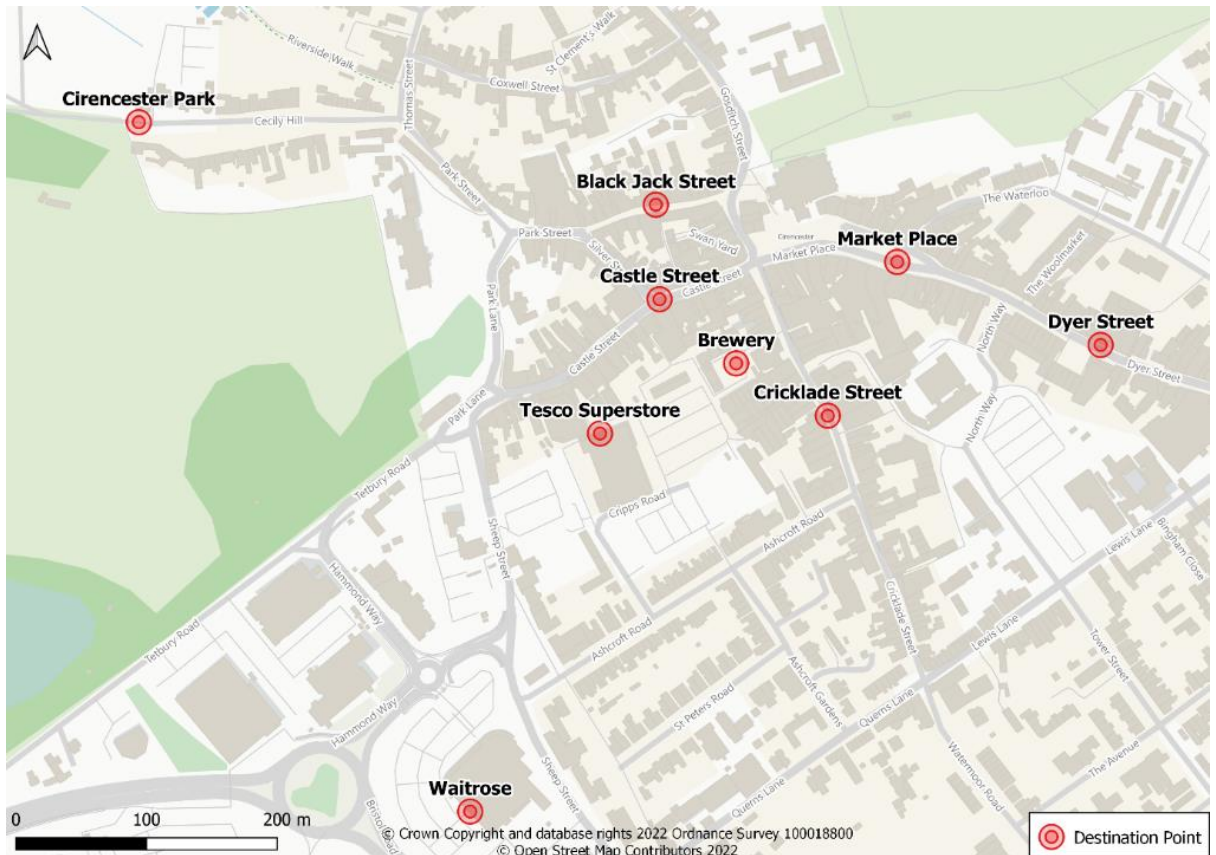 Riverside Walk
St Clement's Walk
Coxwell Street
Thomas Street
Gosditch Street
Cirencester Park
Cecily Hill
Park Street
Black Jack Street
The Waterloo
Park Street
Silver
Swan Yard
Cirencester
Market Place
Market Place
The Woolmarket
Castle Street
Castle Street
Park Lane
North Way
Dyer Street
Dyer Street
Castle Street
Brewery
Cricklade Street
Park Lane
Tesco Superstore
North Way
Tetbury Road
Cripps Road
Ashcroft Road
Lewis Lane
Bingham Close
Sheep Street
Hammond Way
Cricklade Street
Tetbury Road
Ashcroft Road
Lewis Lane
Tower Street
Ashcroft Gardens
St Peters Road
Querns Lane
Hammond Way
Sheep Street
Watermoor Road
The Avenue
Querns Lane
Waitrose
Bristol Road
0 100 200 m
© Crown Copyright and database rights 2022 Ordnance Survey 100018800
© Open Street Map Contributors 2022
Destination Point